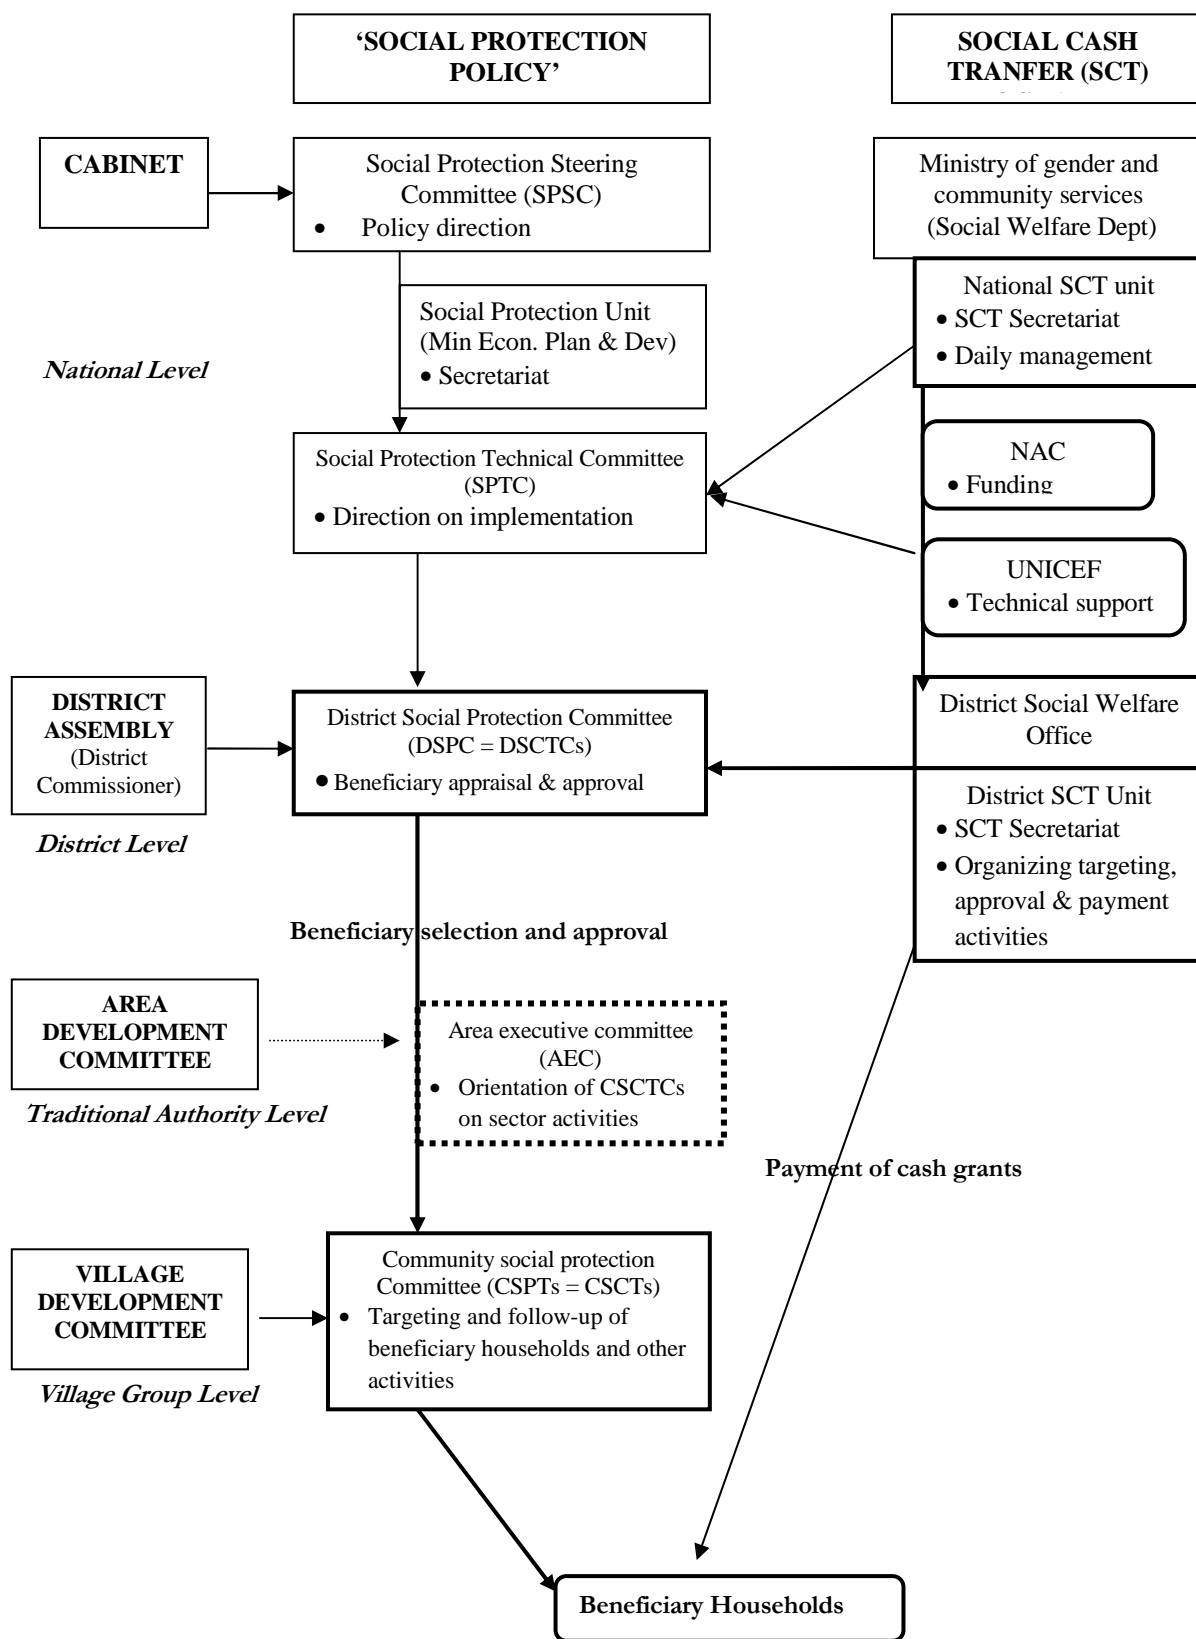 ‘SOCIAL PROTECTION
POLICY’
SOCIAL CASH
TRANFER (SCT)
CABINET
Social Protection Steering
Committee (SPSC)
• Policy direction
Ministry of gender and
community services
(Social Welfare Dept)
National SCT unit
• SCT Secretariat
• Daily management
Social Protection Unit
(Min Econ. Plan & Dev)
• Secretariat
National Level
Social Protection Technical Committee
(SPTC)
• Direction on implementation
NAC
• Funding
UNICEF
• Technical support
DISTRICT
ASSEMBLY
(District
Commissioner)
District Level
District Social Protection Committee
(DSPC = DSCTCs)
• Beneficiary appraisal & approval
District Social Welfare
Office
District SCT Unit
• SCT Secretariat
• Organizing targeting,
approval & payment
activities
Beneficiary selection and approval
AREA
DEVELOPMENT
COMMITTEE
Traditional Authority Level
Area executive committee
(AEC)
• Orientation of CSCTCs
on sector activities
Payment of cash grants
VILLAGE
DEVELOPMENT
COMMITTEE
Village Group Level
Community social protection
Committee (CSPTs = CSCTs)
• Targeting and follow-up of
beneficiary households and other
activities
Beneficiary Households